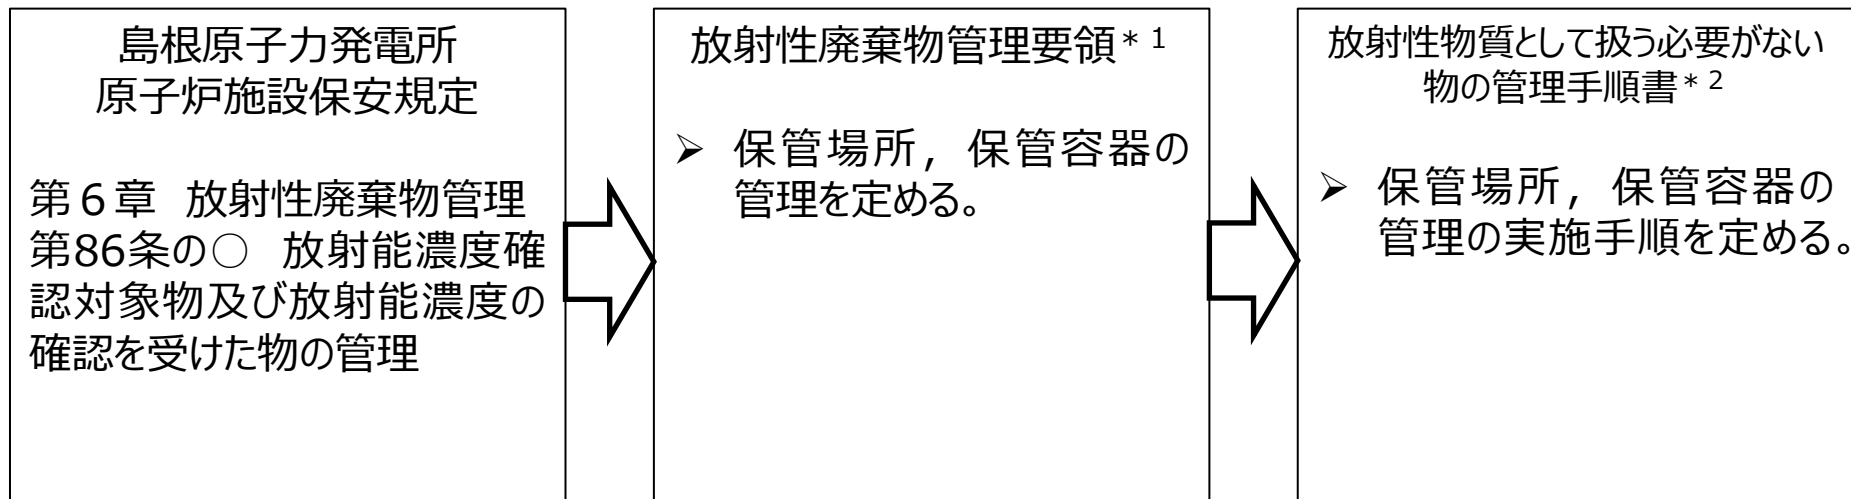 島根原子力発電所
原子炉施設保安規定
第6章 放射性廃棄物管理
第86条の○ 放射能濃度確
認対象物及び放射能濃度の
確認を受けた物の管理
放射性廃棄物管理要領*1
➢ 保管場所，保管容器の
管理を定める。
放射性物質として扱う必要がない
物の管理手順書*2
➢ 保管場所，保管容器の
管理の実施手順を定める。